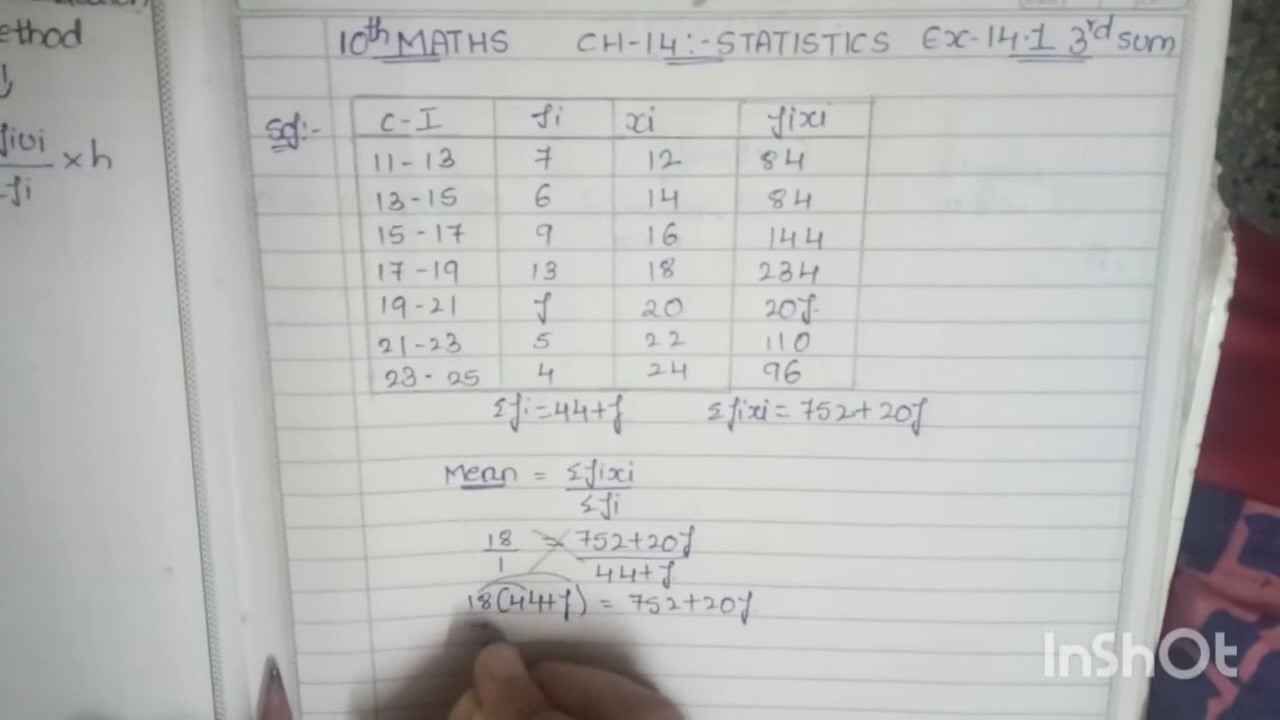 ethod
fiui
× h
fi
10th MATHS CH-14:-STATISTICS Ex-14.1 3rd sum
Sol:-
C-I fi xi fixi
11-13 7 12 84
13-15 6 14 84
15-17 9 16 144
17-19 13 18 234
19-21 f 20 20f
21-23 5 22 110
23-25 4 24 96
Σfi=44+f Σfixi=752+20f
Mean = Σfixi
Σfi
18 = 752+20f
1 44+f
18(44+f) = 752+20f
InShOt